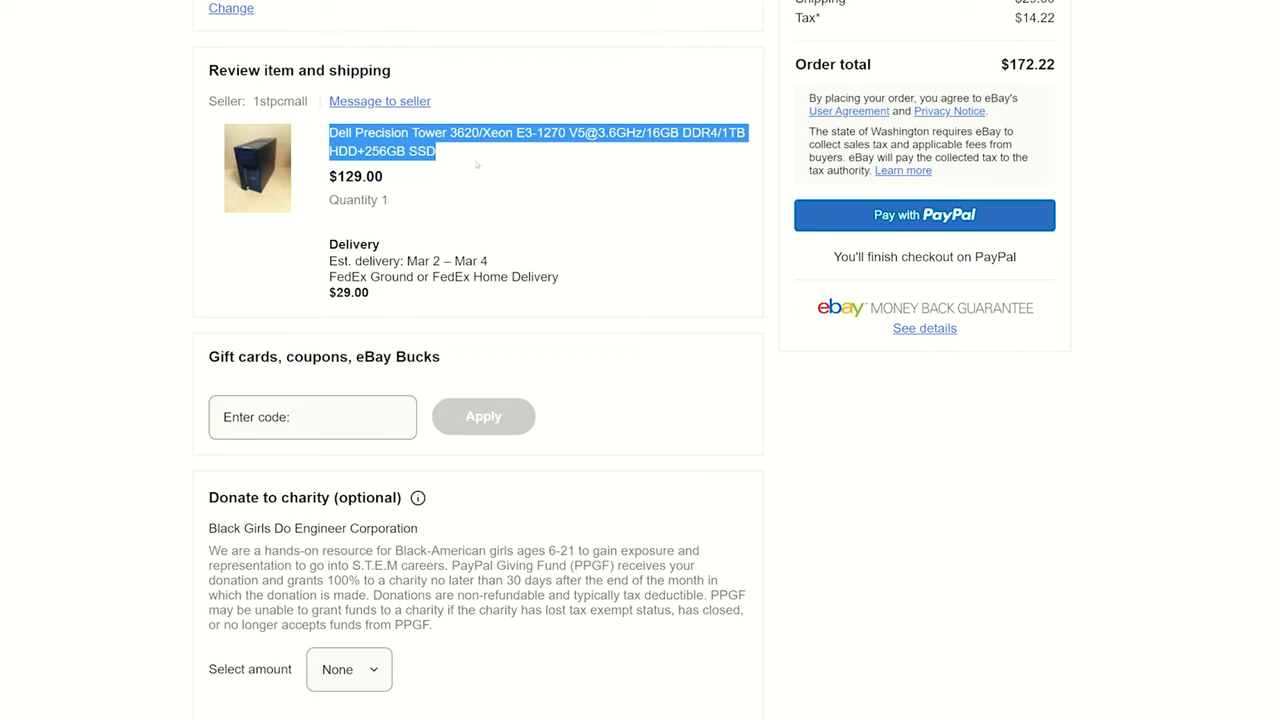 Change
Review item and shipping
Seller: 1stpcmall
Message to seller
Dell Precision Tower 3620/Xeon E3-1270 V5@3.6GHz/16GB DDR4/1TB
HDD+256GB SSD
$129.00
Quantity 1
Delivery
Est. delivery: Mar 2 – Mar 4
FedEx Ground or FedEx Home Delivery
$29.00
Gift cards, coupons, eBay Bucks
Enter code:
Apply
Donate to charity (optional)
Black Girls Do Engineer Corporation
We are a hands-on resource for Black-American girls ages 6-21 to gain exposure and
representation to go into S.T.E.M careers. PayPal Giving Fund (PPGF) receives your
donation and grants 100% to a charity no later than 30 days after the end of the month in
which the donation is made. Donations are non-refundable and typically tax deductible. PPGF
may be unable to grant funds to a charity if the charity has lost tax exempt status, has closed,
or no longer accepts funds from PPGF.
Select amount
None
Tax* $14.22
Order total $172.22
By placing your order, you agree to eBay's
User Agreement and Privacy Notice.
The state of Washington requires eBay to
collect sales tax and applicable fees from
buyers. eBay will pay the collected tax to the
tax authority. Learn more
Pay with PayPal
You'll finish checkout on PayPal
ebay MONEY BACK GUARANTEE
See details